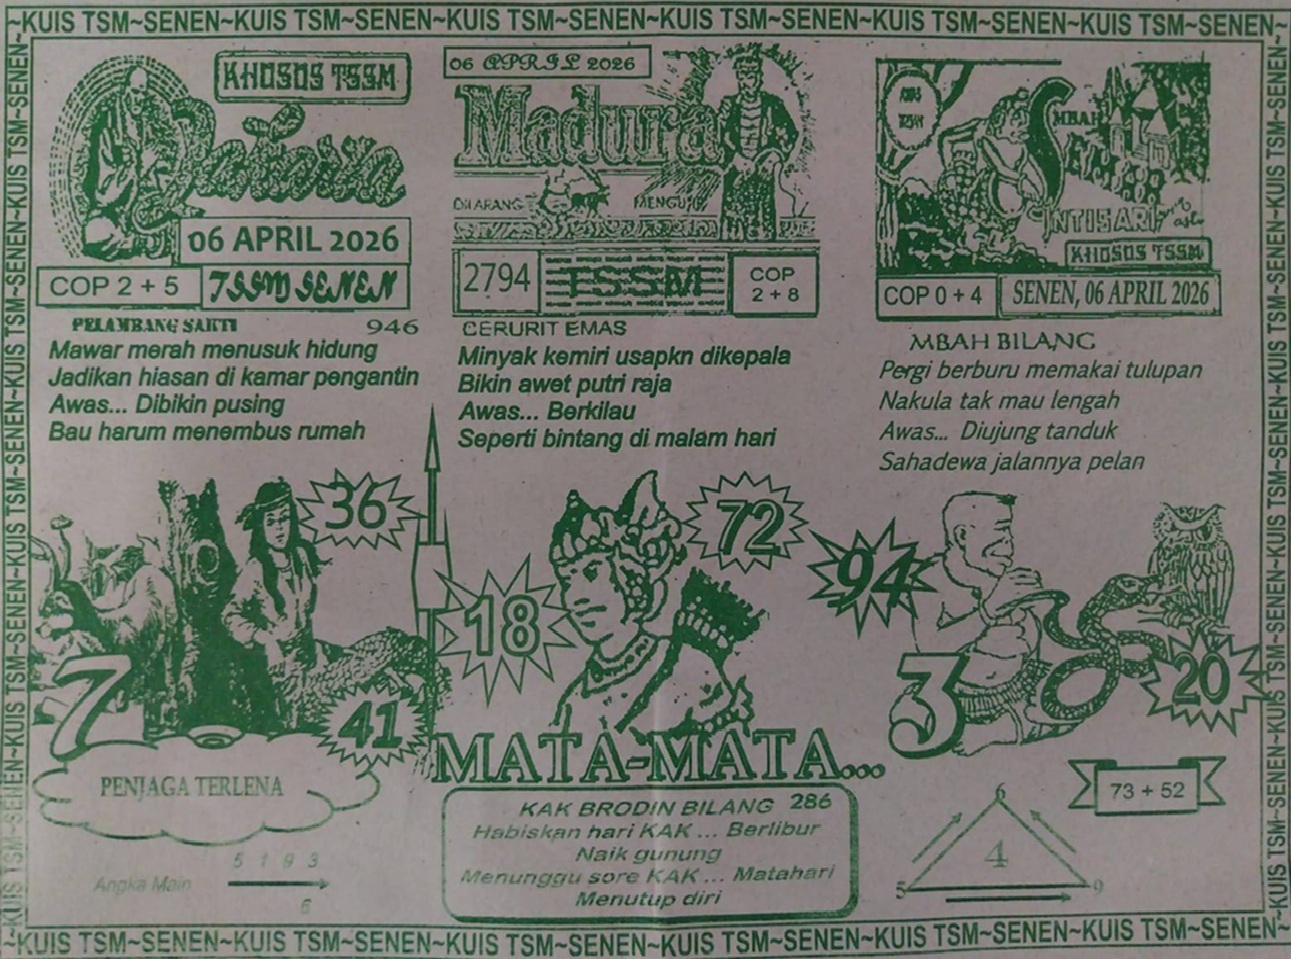 ~KUIS TSM~SENEN~KUIS TSM~SENEN~KUIS TSM~SENEN~KUIS TSM~SENEN~KUIS TSM~SENEN~KUIS TSM~SENEN~
KHOSOS TSSM
06 APRIL 2026
COP 2 + 5
TSSM SENEN
PELAMBANG SAKTI 946
Mawar merah menusuk hidung
Jadikan hiasan di kamar pengantin
Awas... Dibikin pusing
Bau harum menembus rumah
36
7
41
PENJAGA TERLENA
5 1 9 3
Angka Main
6
06 APRIL 2026
Madura
DILARANG MENGUTIP
2794
TSSM
COP
2 + 8
CERURIT EMAS
Minyak kemiri usapkn dikepala
Bikin awet putri raja
Awas... Berkilau
Seperti bintang di malam hari
72
18
MATA-MATA...
KAK BRODIN BILANG 286
Habiskan hari KAK ... Berlibur
Naik gunung
Menunggu sore KAK ... Matahari
Menutup diri
MBAH
SEMAR
INTISARI
KHOSOS TSSM
COP 0 + 4
SENEN, 06 APRIL 2026
MBAH BILANG
Pergi berburu memakai tulupan
Nakula tak mau lengah
Awas... Diujung tanduk
Sahadewa jalannya pelan
94
3
20
73 + 52
6
4
5 9
~KUIS TSM~SENEN~KUIS TSM~SENEN~KUIS TSM~SENEN~KUIS TSM~SENEN~KUIS TSM~SENEN~KUIS TSM~SENEN~